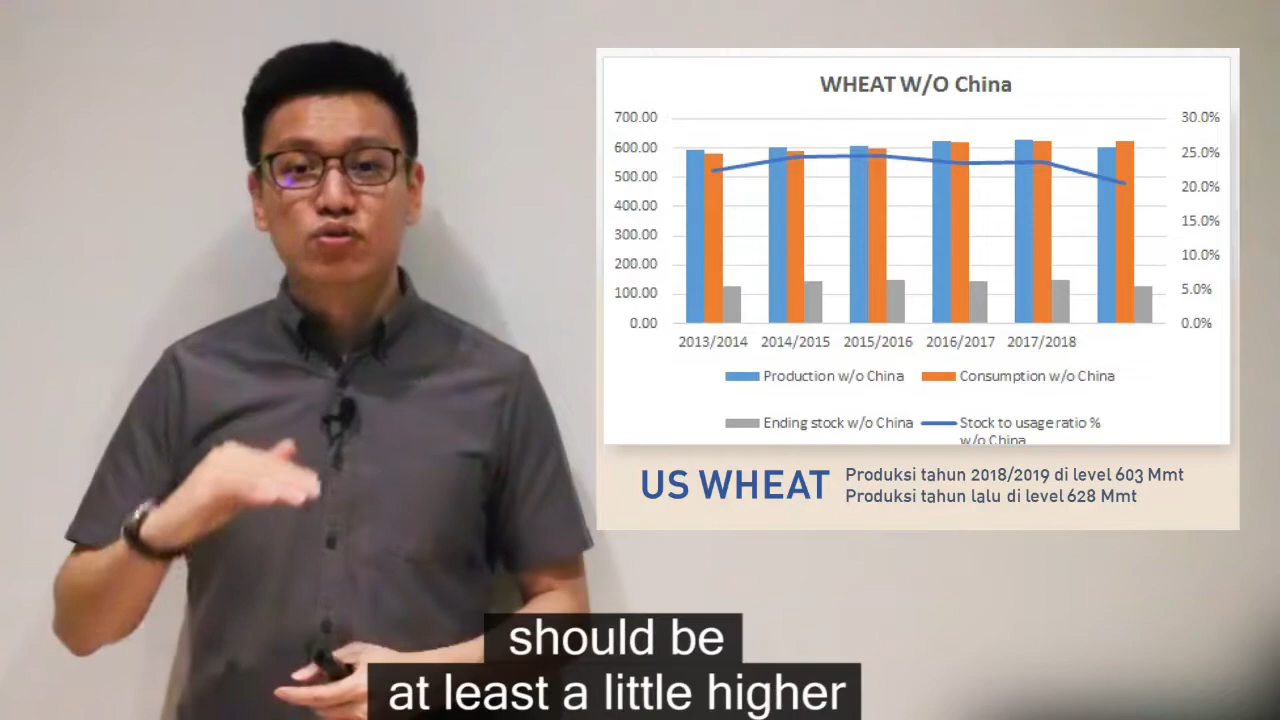 WHEAT W/O China
700.00
600.00
500.00
400.00
300.00
200.00
100.00
0.00
30.0%
25.0%
20.0%
15.0%
10.0%
5.0%
0.0%
2013/2014 2014/2015 2015/2016 2016/2017 2017/2018
Production w/o China Consumption w/o China
Ending stock w/o China Stock to usage ratio %
w/o China
US WHEAT
Produksi tahun 2018/2019 di level 603 Mmt
Produksi tahun lalu di level 628 Mmt
should be
at least a little higher